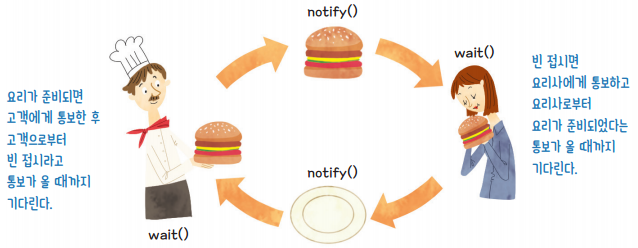 notify()
wait()
요리가 준비되면
고객에게 통보한 후
고객으로부터
빈 접시라고
통보가 올 때까지
기다린다.
빈 접시면
요리사에게 통보하고
요리사로부터
요리가 준비되었다는
통보가 올 때까지
기다린다.
notify()
wait()